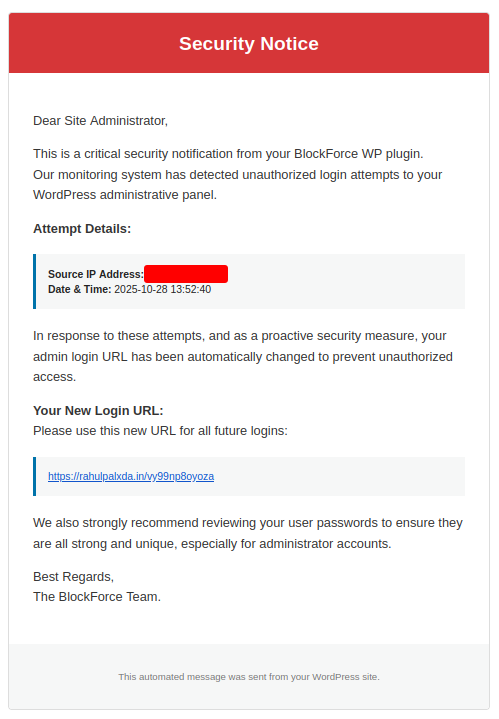 Security Notice
Dear Site Administrator,
This is a critical security notification from your BlockForce WP plugin.
Our monitoring system has detected unauthorized login attempts to your
WordPress administrative panel.
Attempt Details:
Source IP Address:
Date & Time: 2025-10-28 13:52:40
In response to these attempts, and as a proactive security measure, your
admin login URL has been automatically changed to prevent unauthorized
access.
Your New Login URL:
Please use this new URL for all future logins:
https://rahulpalxda.in/vy99np8oyoza
We also strongly recommend reviewing your user passwords to ensure they
are all strong and unique, especially for administrator accounts.
Best Regards,
The BlockForce Team.
This automated message was sent from your WordPress site.